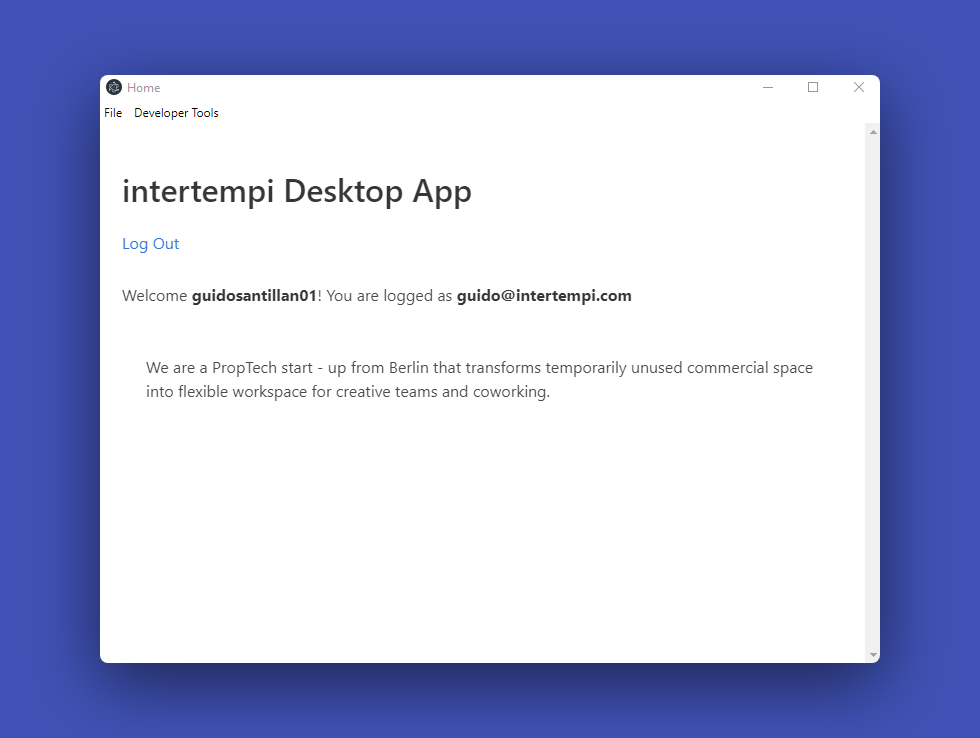 Home
File Developer Tools
intertempi Desktop App
Log Out
Welcome guidosantillan01! You are logged as guido@intertempi.com
We are a PropTech start - up from Berlin that transforms temporarily unused commercial space
into flexible workspace for creative teams and coworking.